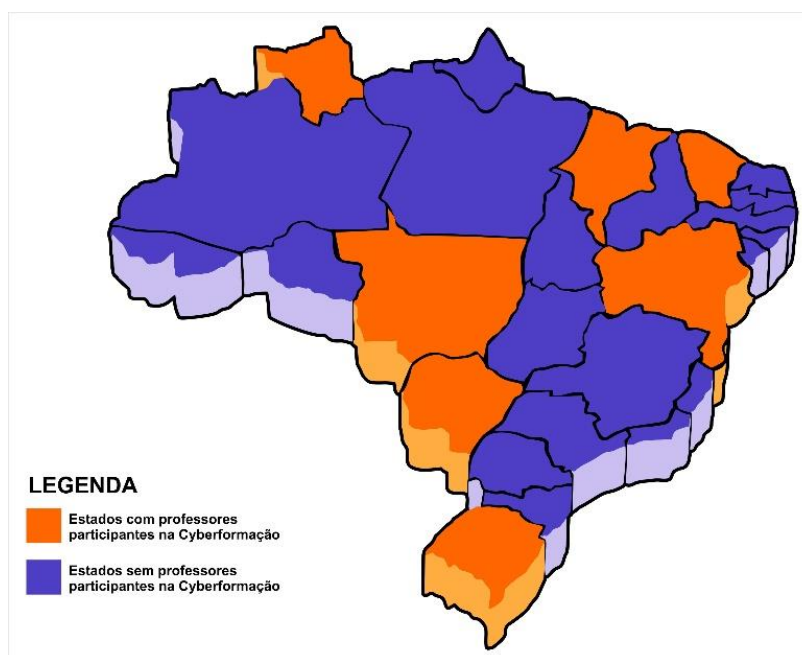 LEGENDA
Estados com professores
participantes na Cyberformação
Estados sem professores
participantes na Cyberformação